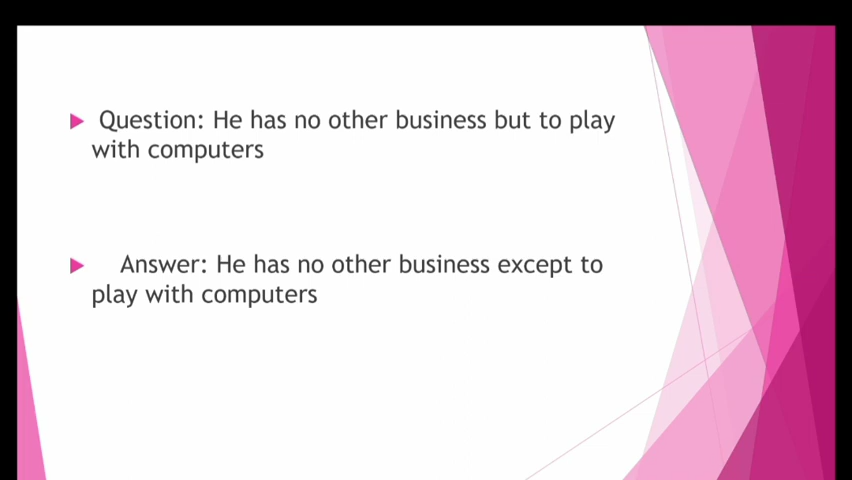 Question: He has no other business but to play
with computers
Answer: He has no other business except to
play with computers